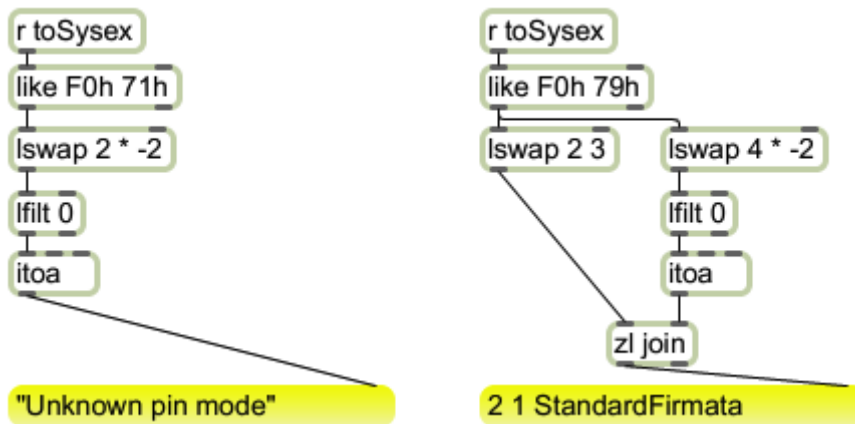 r toSysex
like F0h 71h
lswap 2 * -2
lfilt 0
itoa
"Unknown pin mode"
r toSysex
like F0h 79h
lswap 2 3
lswap 4 * -2
lfilt 0
itoa
zl join
2 1 StandardFirmata